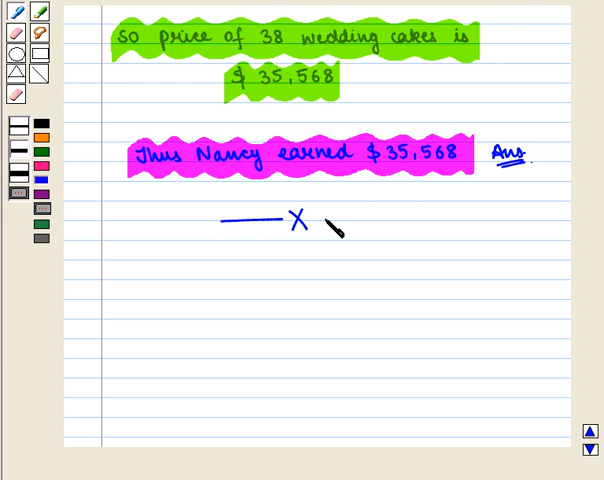 so price of 38 wedding cakes is
$ 35,568
Thus Nancy earned $ 35,568 Ans.
— X